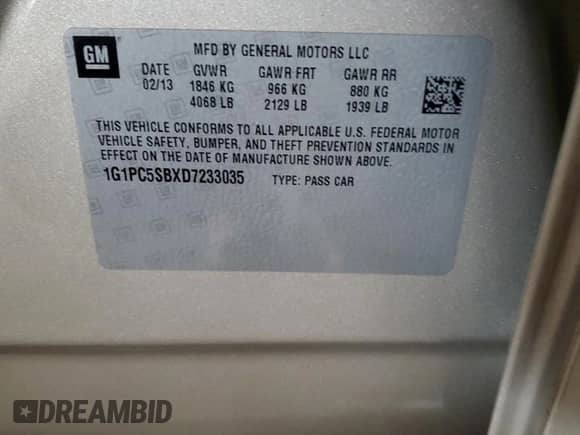 GM
MFD BY GENERAL MOTORS LLC
DATE GVWR GAWR FRT GAWR RR
02/13 1846 KG 966 KG 880 KG
4068 LB 2129 LB 1939 LB
THIS VEHICLE CONFORMS TO ALL APPLICABLE U.S. FEDERAL MOTOR
VEHICLE SAFETY, BUMPER, AND THEFT PREVENTION STANDARDS IN
EFFECT ON THE DATE OF MANUFACTURE SHOWN ABOVE.
1G1PC5SBXD7233035 TYPE: PASS CAR
DREAMBID